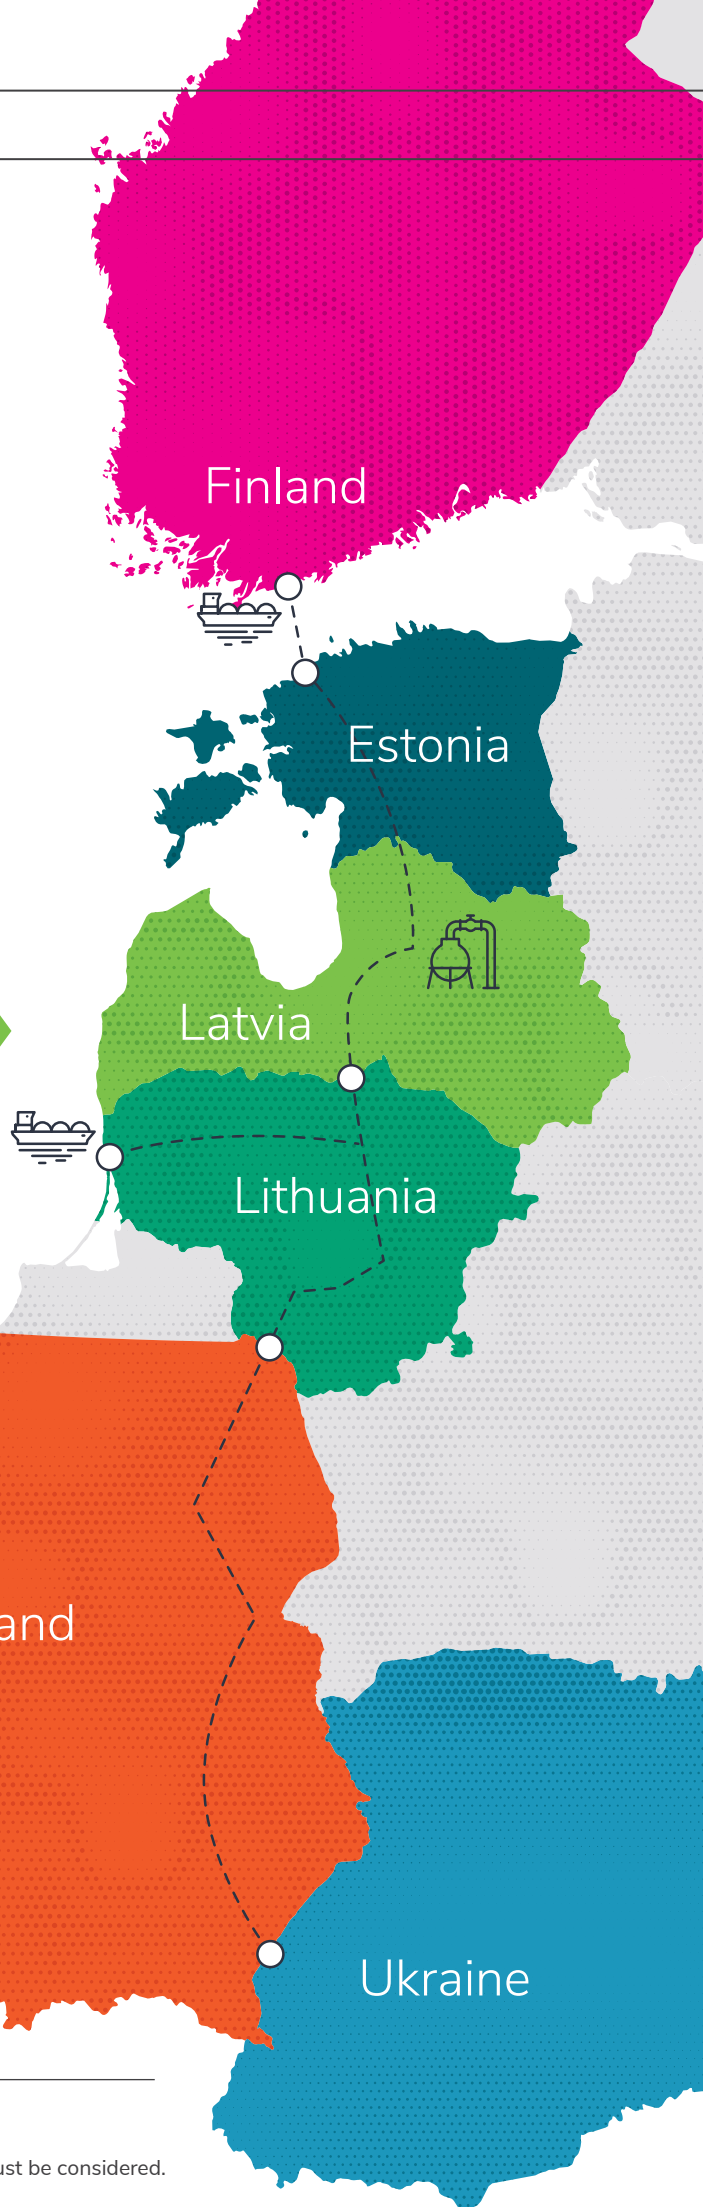 Finland
Estonia
Latvia
Lithuania
and
Ukraine
ust be considered.